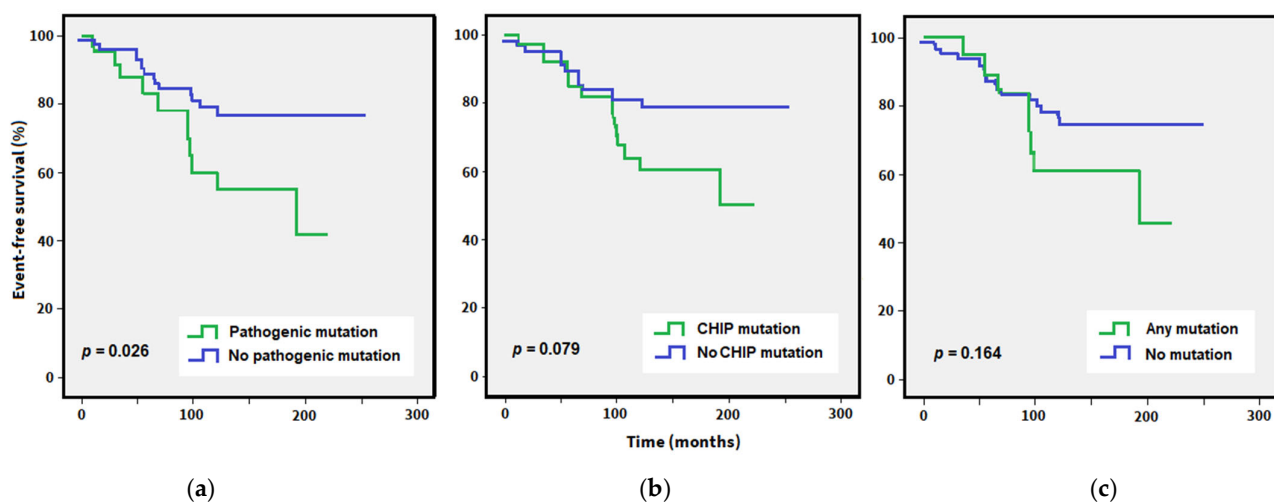 Event-free survival (%)
100
80
60
40
20
0
Pathogenic mutation
No pathogenic mutation
p = 0.026
0 100 200 300
(a)
100
80
60
40
20
0
CHIP mutation
No CHIP mutation
p = 0.079
0 100 200 300
Time (months)
(b)
100
80
60
40
20
0
Any mutation
No mutation
p = 0.164
0 100 200 300
(c)